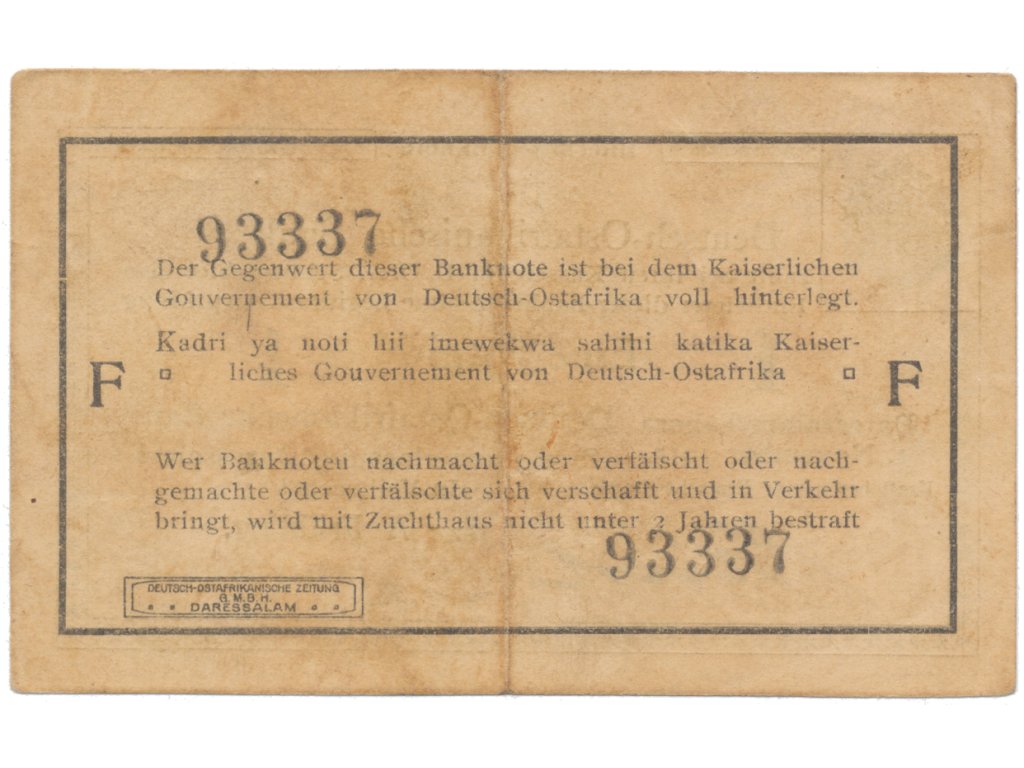 93337
Der Gegenwert dieser Banknote ist bei dem Kaiserlichen
Gouvernement von Deutsch-Ostafrika voll hinterlegt.
Kadri ya noti hii imewekwa sahihi katika Kaiser-
liches Gouvernement von Deutsch-Ostafrika
F
F
Wer Banknoten nachmacht oder verfälscht oder nach-
gemachte oder verfälschte sich verschafft und in Verkehr
bringt, wird mit Zuchthaus nicht unter 2 Jahren bestraft
93337
DEUTSCH-OSTAFRIKANISCHE ZEITUNG
G. M. B. H.
DARESSALAM